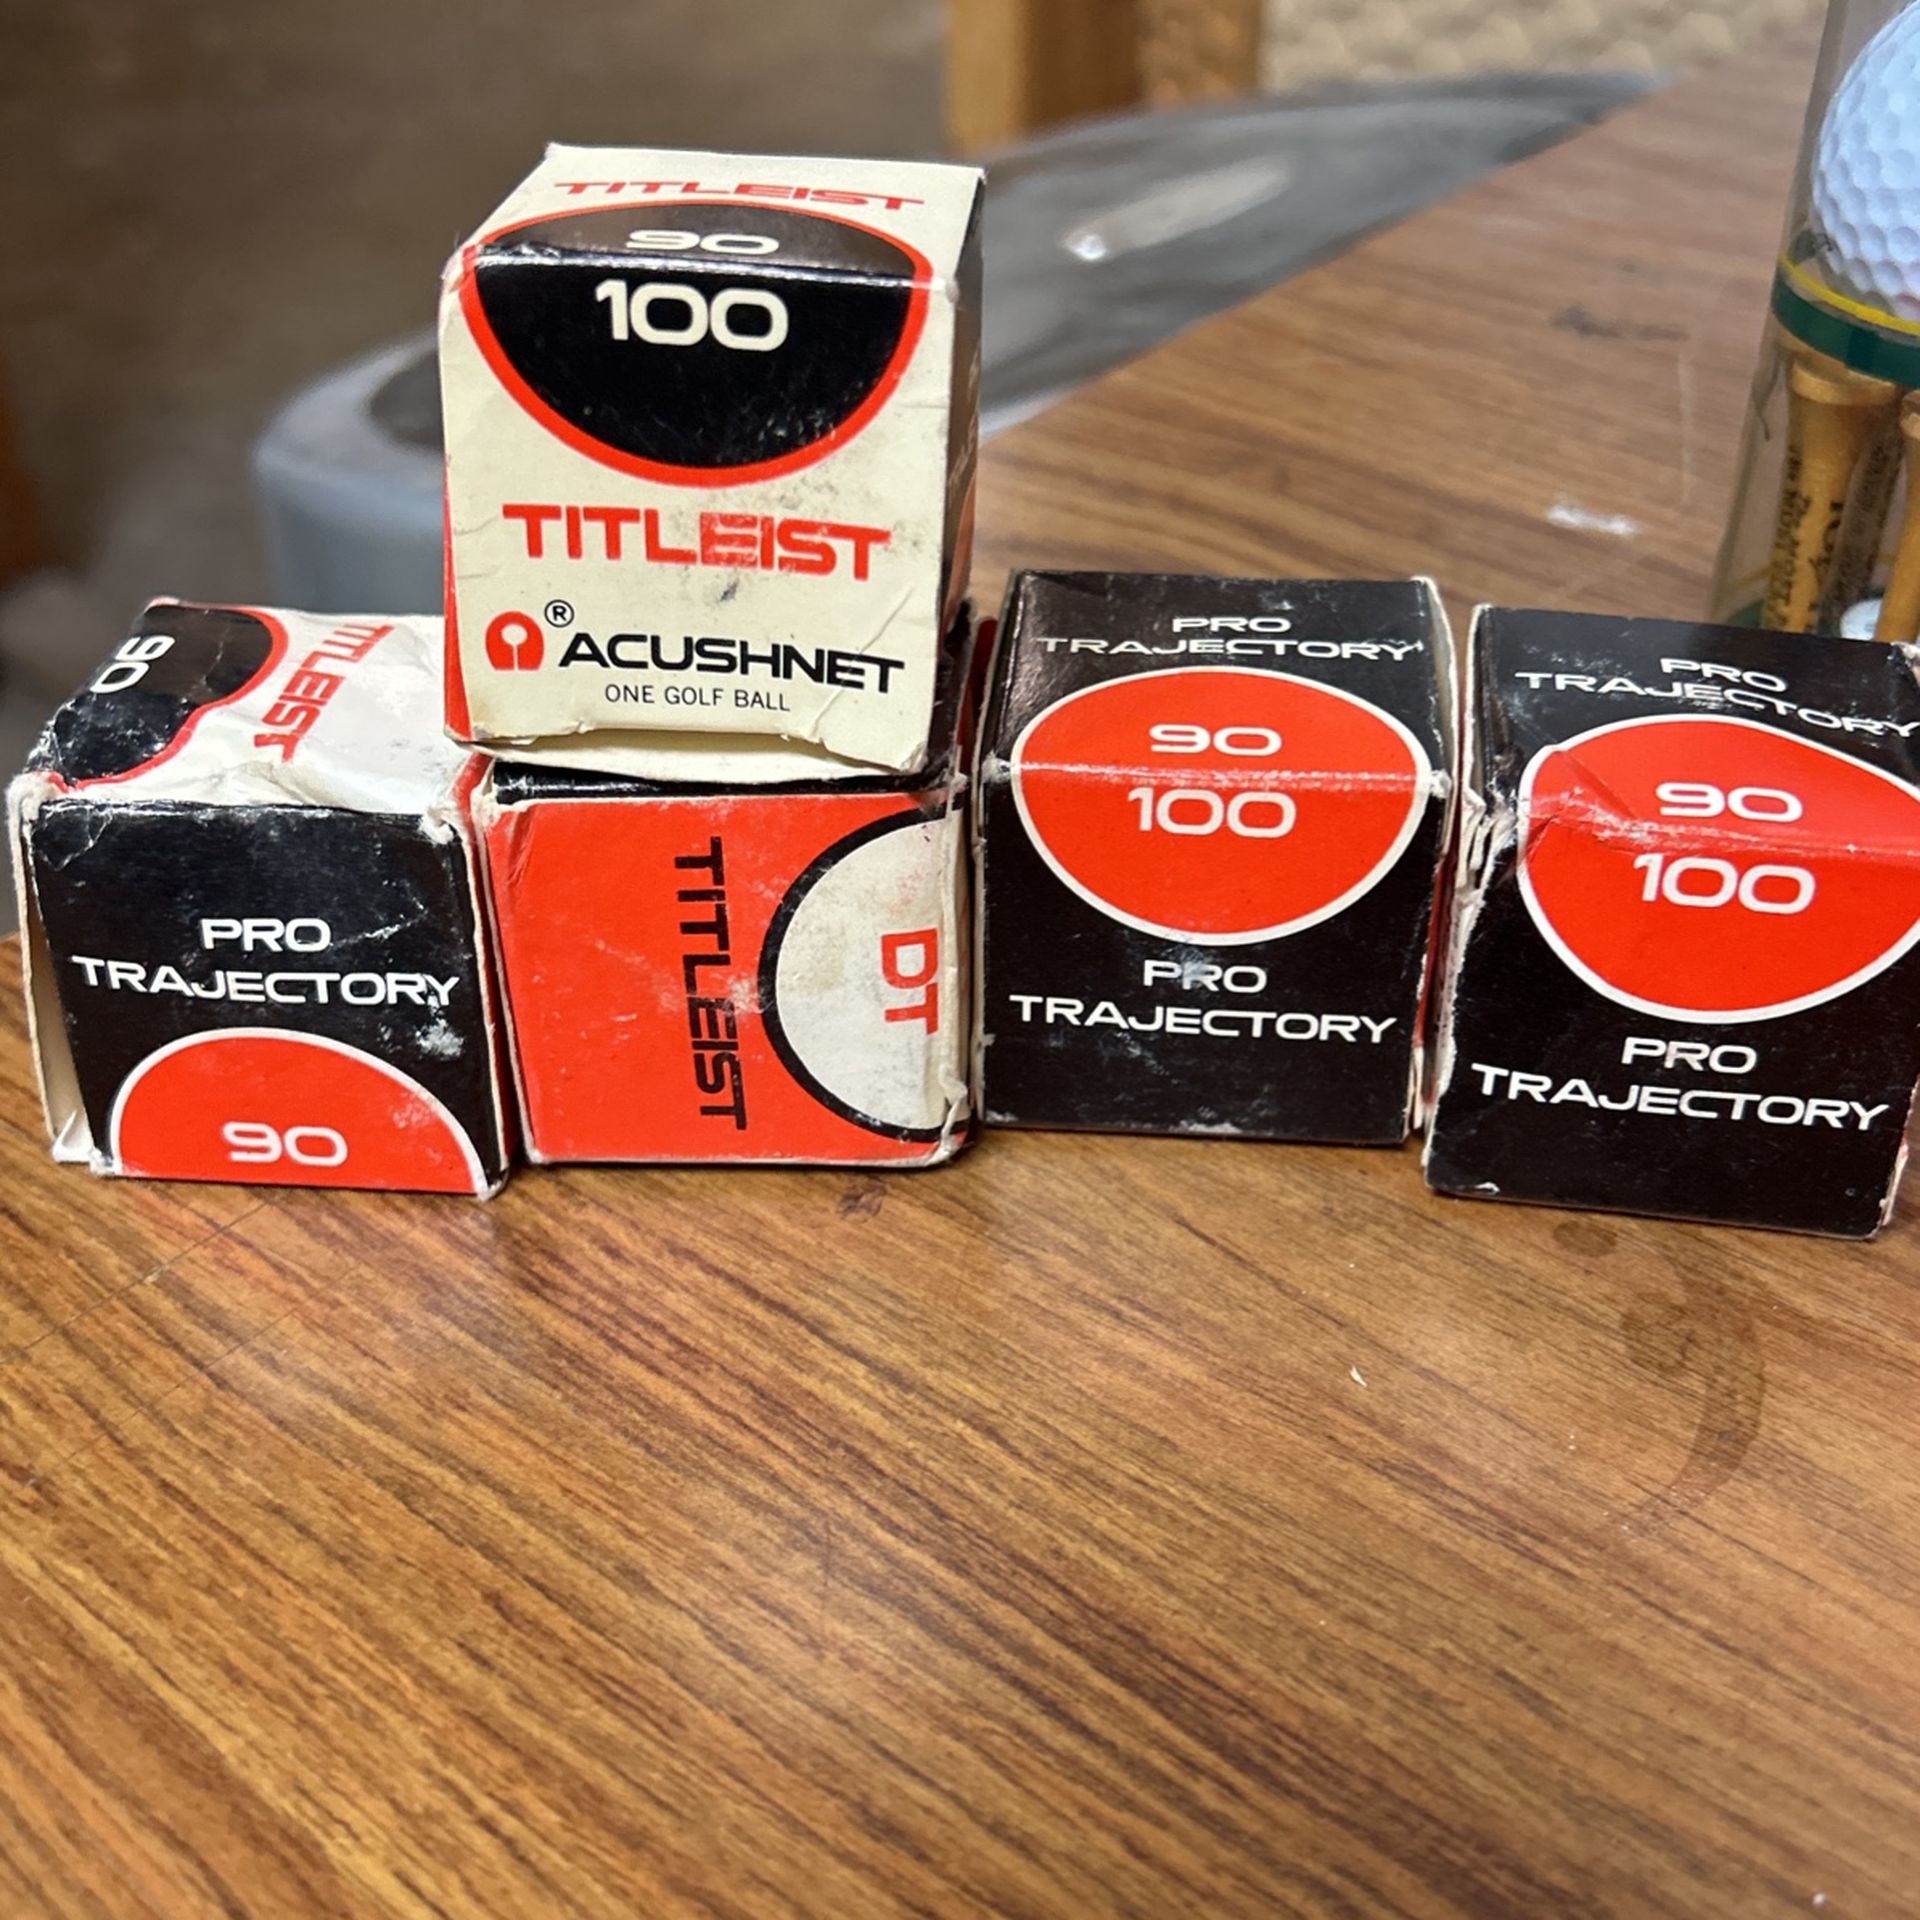 TITLEIST
90
100
TITLEIST
® ACUSHNET
ONE GOLF BALL
90
TITLEIST
PRO
TRAJECTORY
90
TITLEIST
DT
PRO
TRAJECTORY
90
100
PRO
TRAJECTORY
PRO
TRAJECTORY
90
100
PRO
TRAJECTORY